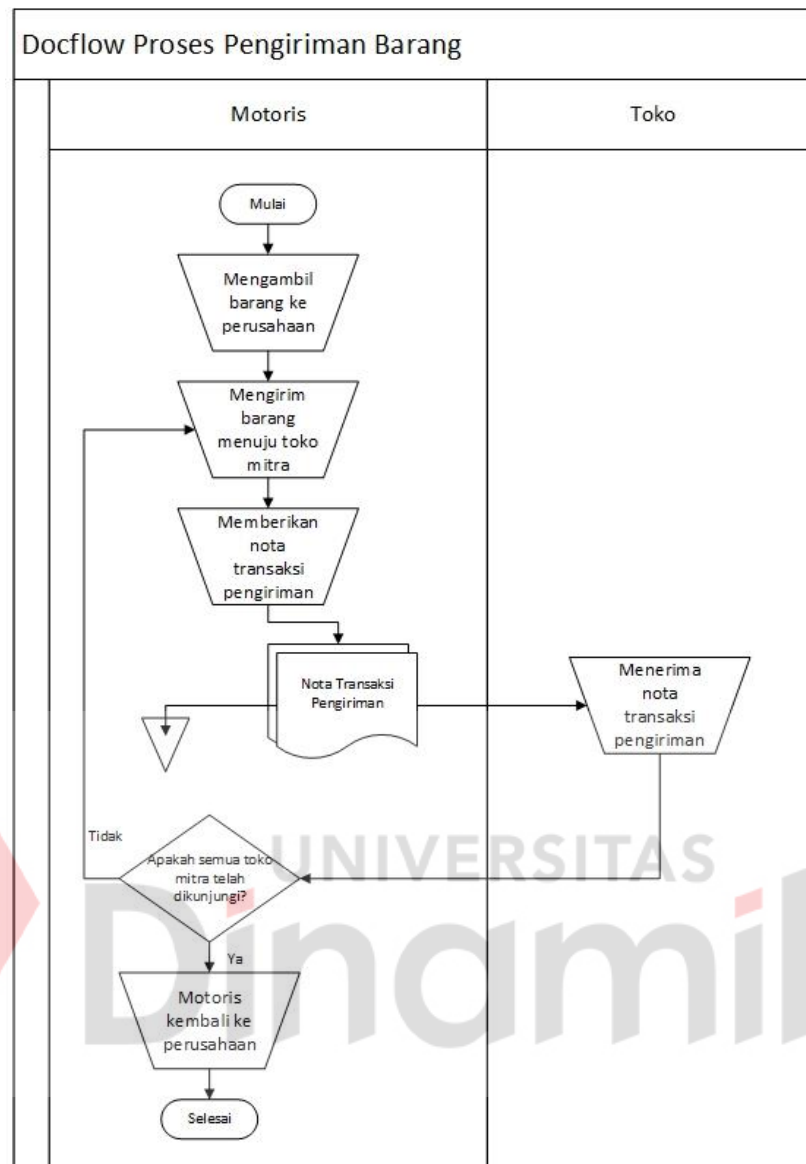 Docflow Proses Pengiriman Barang
Motoris
Toko
Mulai
Mengambil
barang ke
perusahaan
Mengirim
barang
menuju toko
mitra
Memberikan
nota
transaksi
pengiriman
Nota Transaksi
Pengiriman
Menerima
nota
transaksi
pengiriman
Tidak
Apakah semua toko
mitra telah
dikunjungi?
UNIVERSITAS
Ya
Motoris
kembali ke
perusahaan
Selesai